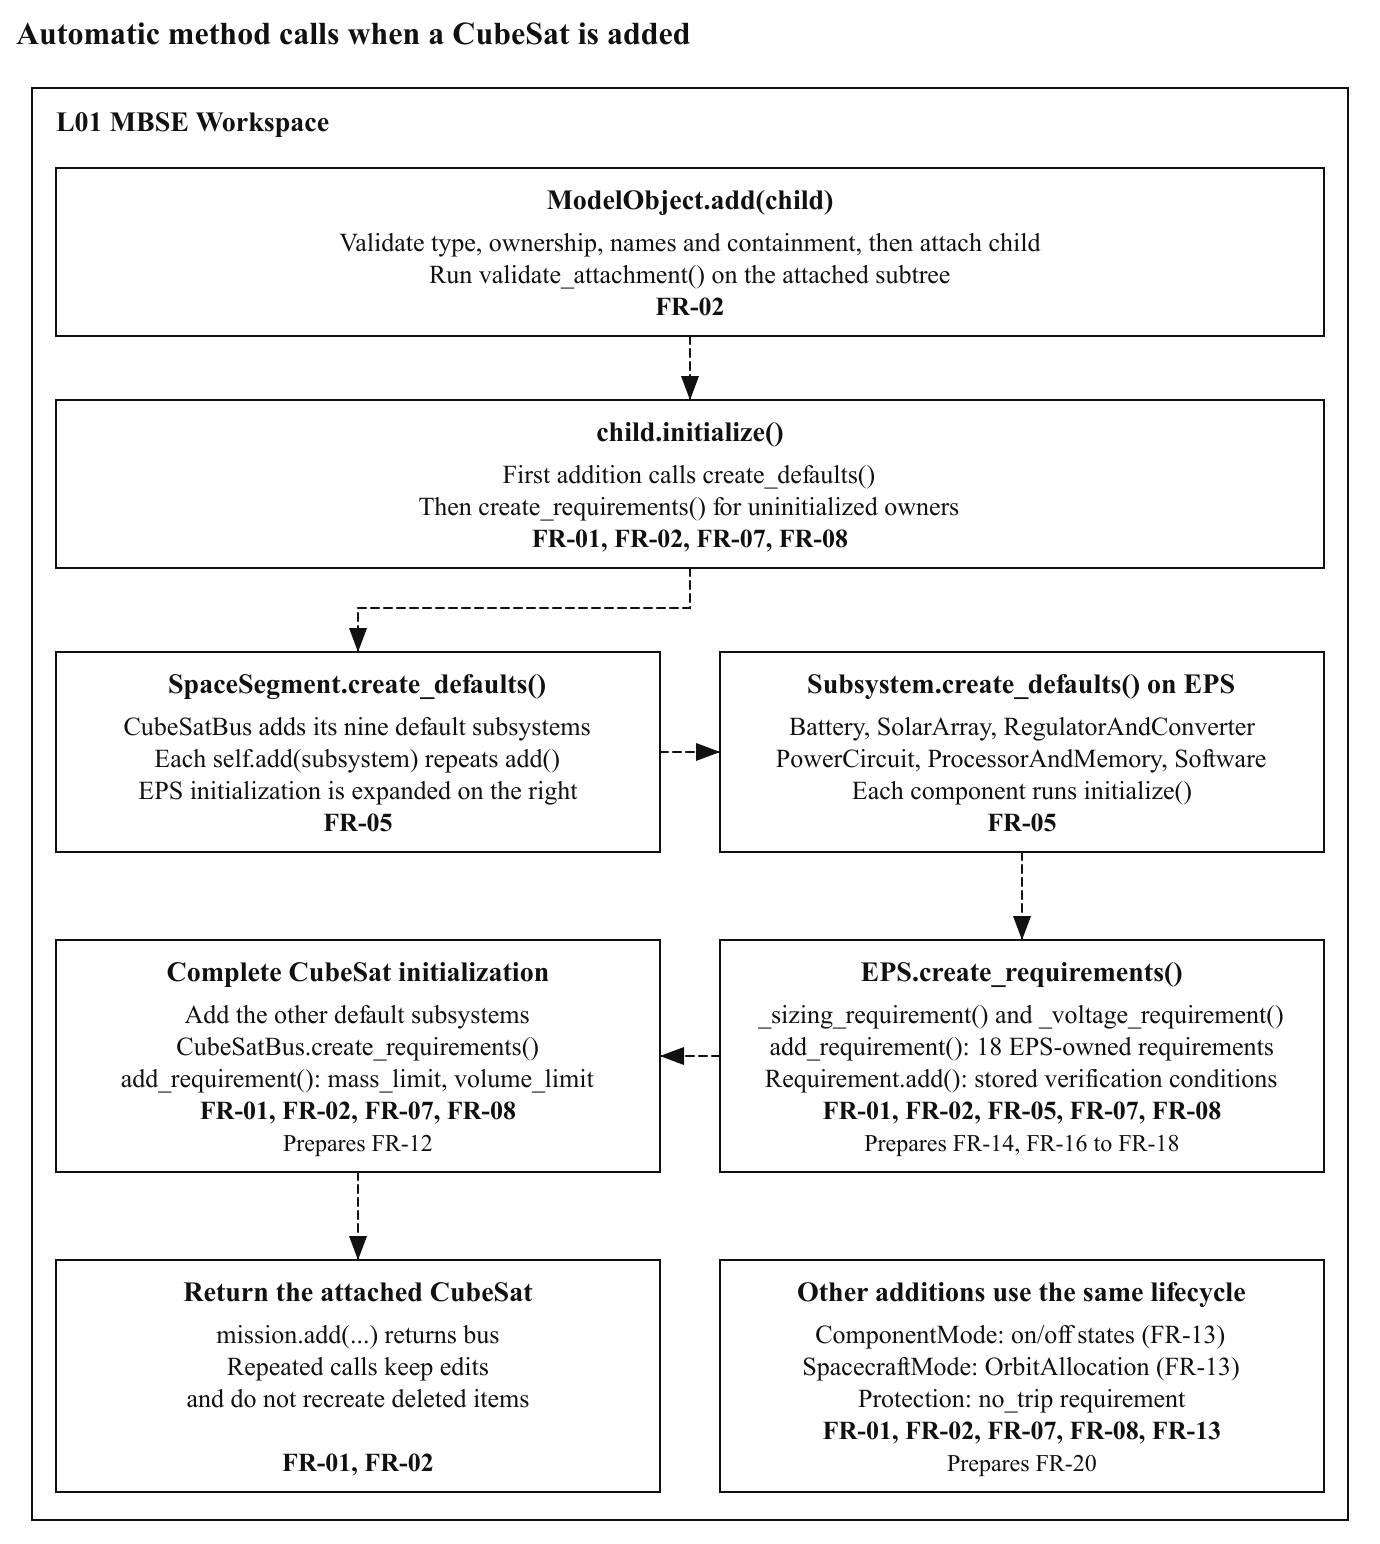 Automatic method calls when a CubeSat is added
L01 MBSE Workspace
ModelObject.add(child)
Validate type, ownership, names and containment, then attach child
Run validate_attachment() on the attached subtree
FR-02
child.initialize()
First addition calls create_defaults()
Then create_requirements() for uninitialized owners
FR-01, FR-02, FR-07, FR-08
SpaceSegment.create_defaults()
CubeSatBus adds its nine default subsystems
Each self.add(subsystem) repeats add()
EPS initialization is expanded on the right
FR-05
Subsystem.create_defaults() on EPS
Battery, SolarArray, RegulatorAndConverter
PowerCircuit, ProcessorAndMemory, Software
Each component runs initialize()
FR-05
Complete CubeSat initialization
Add the other default subsystems
CubeSatBus.create_requirements()
add_requirement(): mass_limit, volume_limit
FR-01, FR-02, FR-07, FR-08
Prepares FR-12
EPS.create_requirements()
_sizing_requirement() and _voltage_requirement()
add_requirement(): 18 EPS-owned requirements
Requirement.add(): stored verification conditions
FR-01, FR-02, FR-05, FR-07, FR-08
Prepares FR-14, FR-16 to FR-18
Return the attached CubeSat
mission.add(...) returns bus
Repeated calls keep edits
and do not recreate deleted items
FR-01, FR-02
Other additions use the same lifecycle
ComponentMode: on/off states (FR-13)
SpacecraftMode: OrbitAllocation (FR-13)
Protection: no_trip requirement
FR-01, FR-02, FR-07, FR-08, FR-13
Prepares FR-20